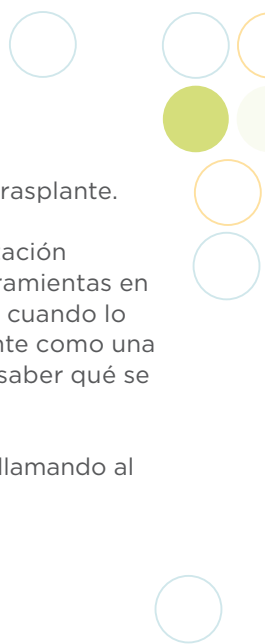 rasplante.
ación
ramientas en
cuando lo
nte como una
saber qué se
llamando al